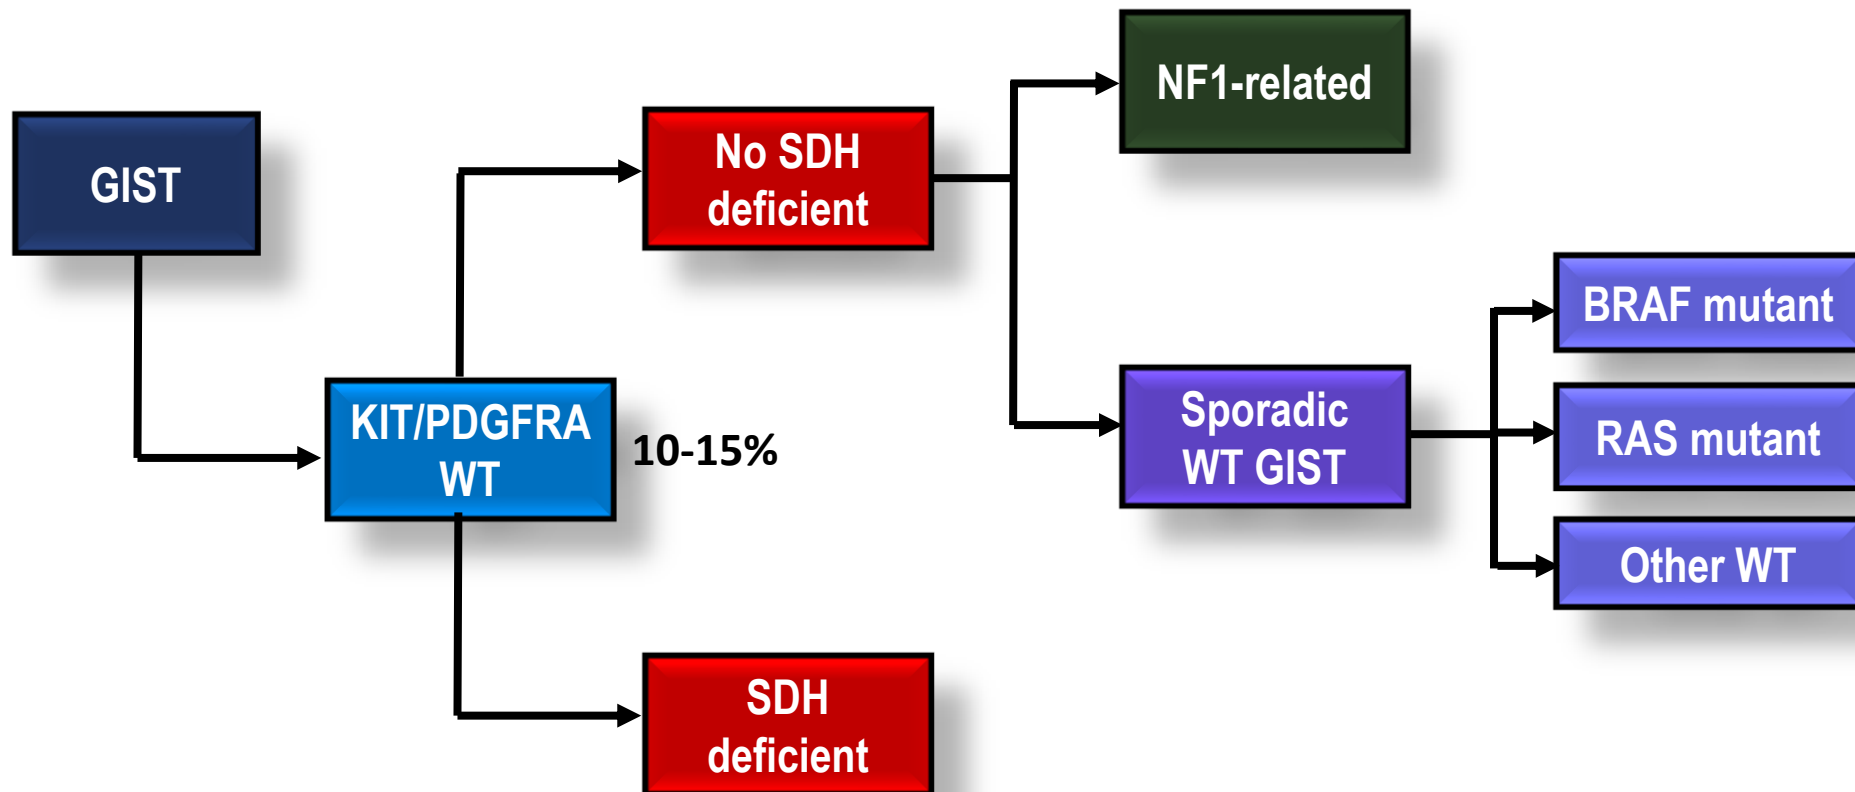 GIST
KIT/PDGFRA
WT
10-15%
No SDH
deficient
SDH
deficient
NF1-related
Sporadic
WT GIST
BRAF mutant
RAS mutant
Other WT